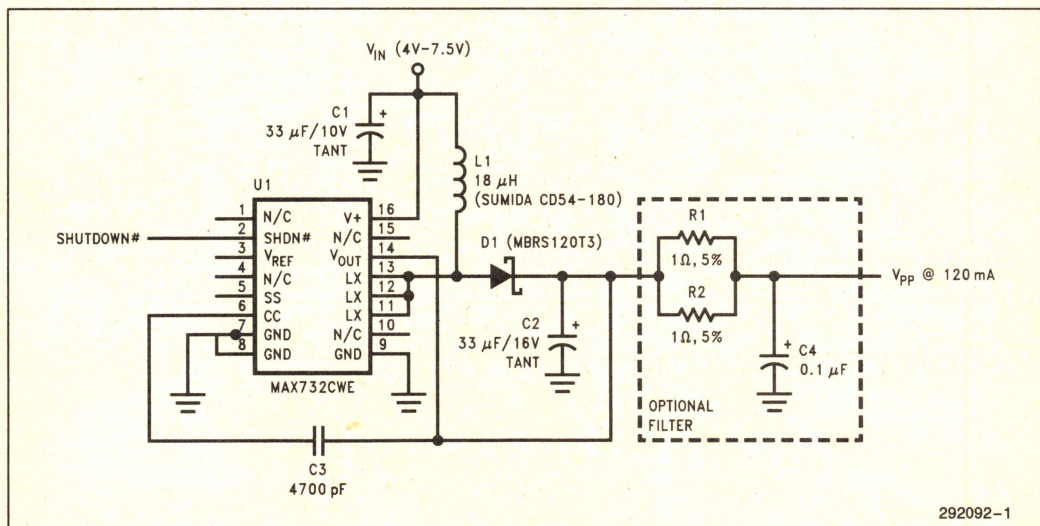 V_IN (4V-7.5V)
C1
33 µF/10V
TANT
+
L1
18 µH
(SUMIDA CD54-180)
U1
SHUTDOWN#
1 N/C
2 SHDN#
3 V_REF
4 N/C
5 SS
6 CC
7 GND
8 GND
V+ 16
N/C 15
V_OUT 14
LX 13
LX 12
LX 11
N/C 10
GND 9
MAX732CWE
D1 (MBRS120T3)
C2
33 µF/16V
TANT
+
R1
1Ω, 5%
R2
1Ω, 5%
V_PP @ 120 mA
+
C4
0.1 µF
OPTIONAL
FILTER
C3
4700 pF
292092-1